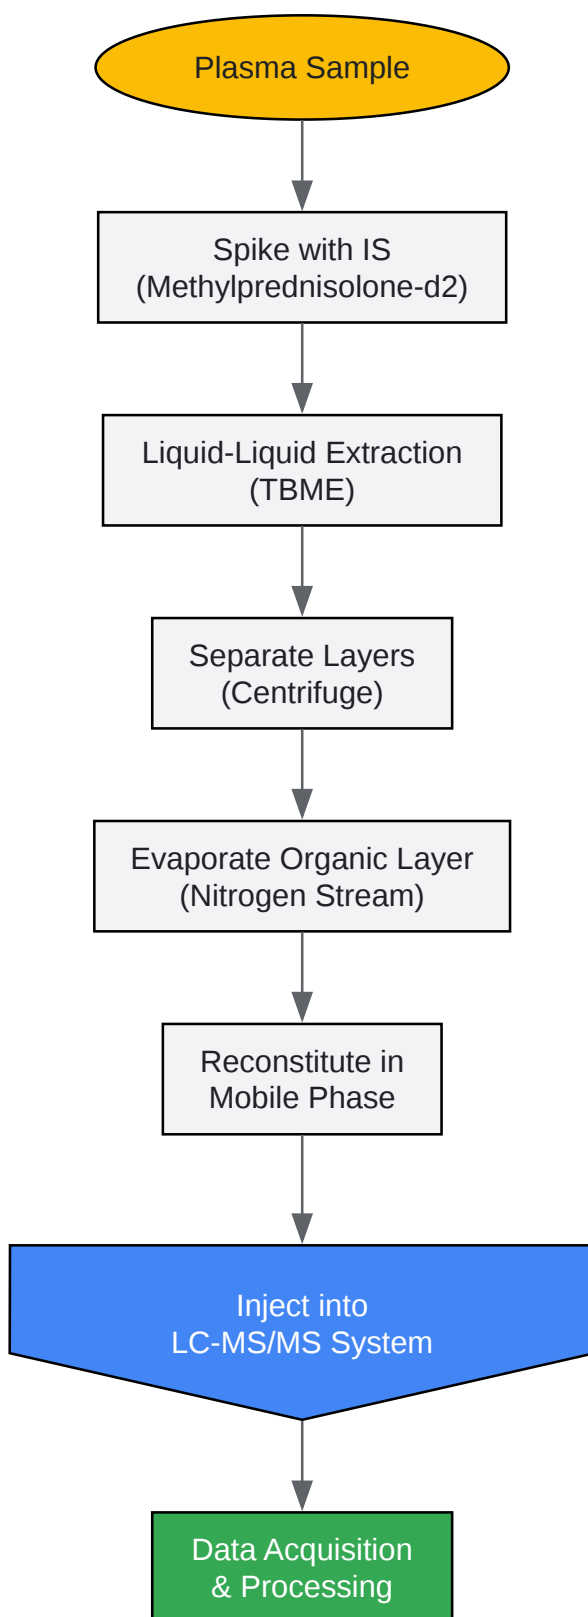 Plasma Sample
Spike with IS
(Methylprednisolone-d2)
Liquid-Liquid Extraction
(TBME)
Separate Layers
(Centrifuge)
Evaporate Organic Layer
(Nitrogen Stream)
Reconstitute in
Mobile Phase
Inject into
LC-MS/MS System
Data Acquisition
& Processing